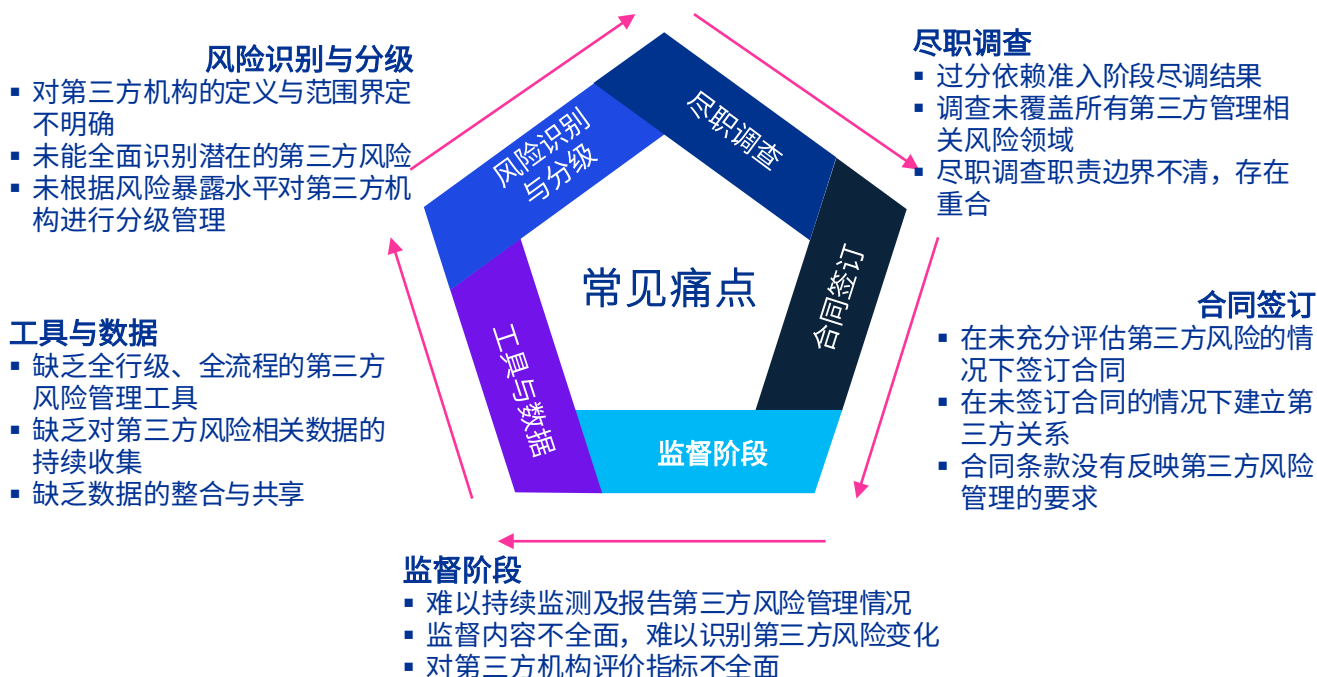 风险识别与分级
▪ 对第三方机构的定义与范围界定
不明确
▪ 未能全面识别潜在的第三方风险
▪ 未根据风险暴露水平对第三方机
构进行分级管理
尽职调查
▪ 过分依赖准入阶段尽调结果
▪ 调查未覆盖所有第三方管理相
关风险领域
▪ 尽职调查职责边界不清，存在
重合
风险识别
与分级
尽职调查
合同签订
监督阶段
工具与数据
常见痛点
工具与数据
▪ 缺乏全行级、全流程的第三方
风险管理工具
▪ 缺乏对第三方风险相关数据的
持续收集
▪ 缺乏数据的整合与共享
合同签订
▪ 在未充分评估第三方风险的情
况下签订合同
▪ 在未签订合同的情况下建立第
三方关系
▪ 合同条款没有反映第三方风险
管理的要求
监督阶段
▪ 难以持续监测及报告第三方风险管理情况
▪ 监督内容不全面，难以识别第三方风险变化
▪ 对第三方机构评价指标不全面